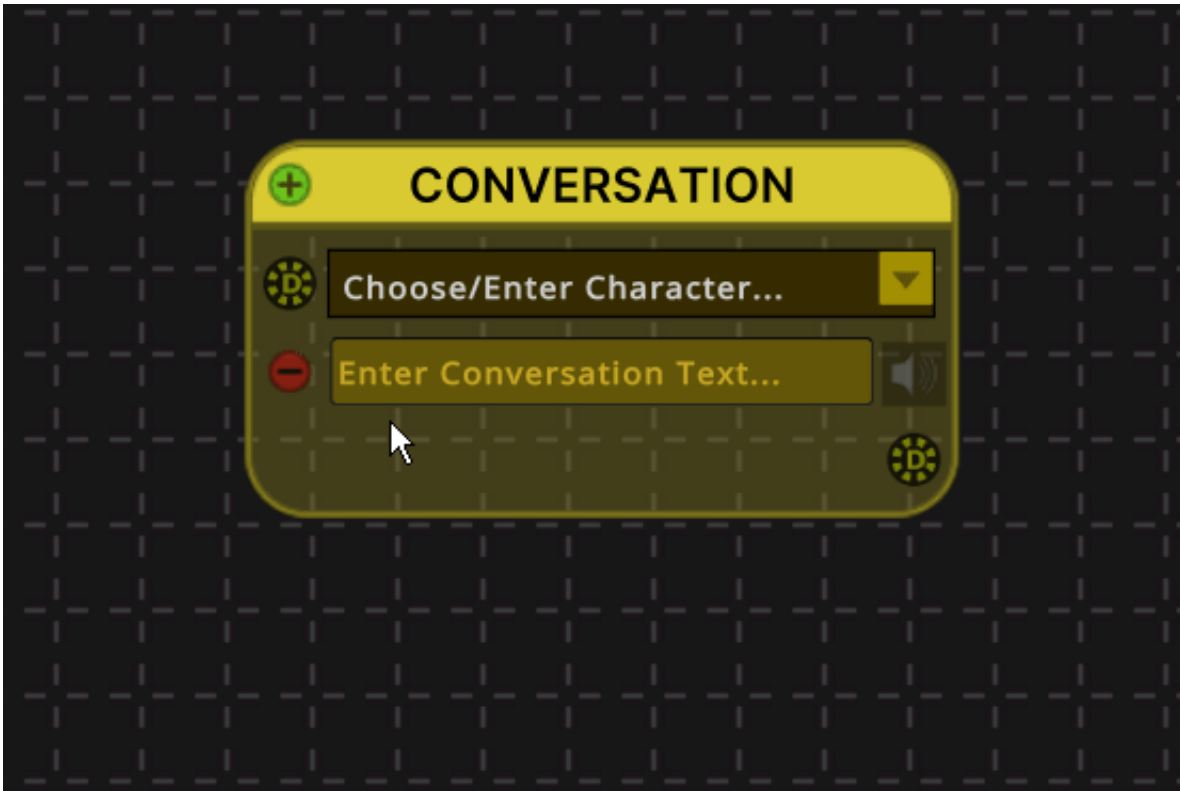 CONVERSATION
D
Choose/Enter Character...
Enter Conversation Text...
D